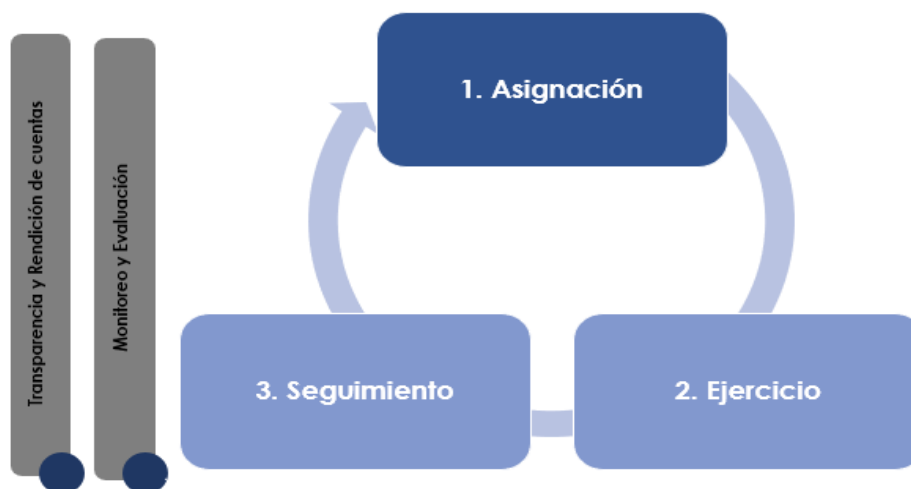 Transparencia y Rendición de cuentas
Monitoreo y Evaluación
1. Asignación
3. Seguimiento
2. Ejercicio